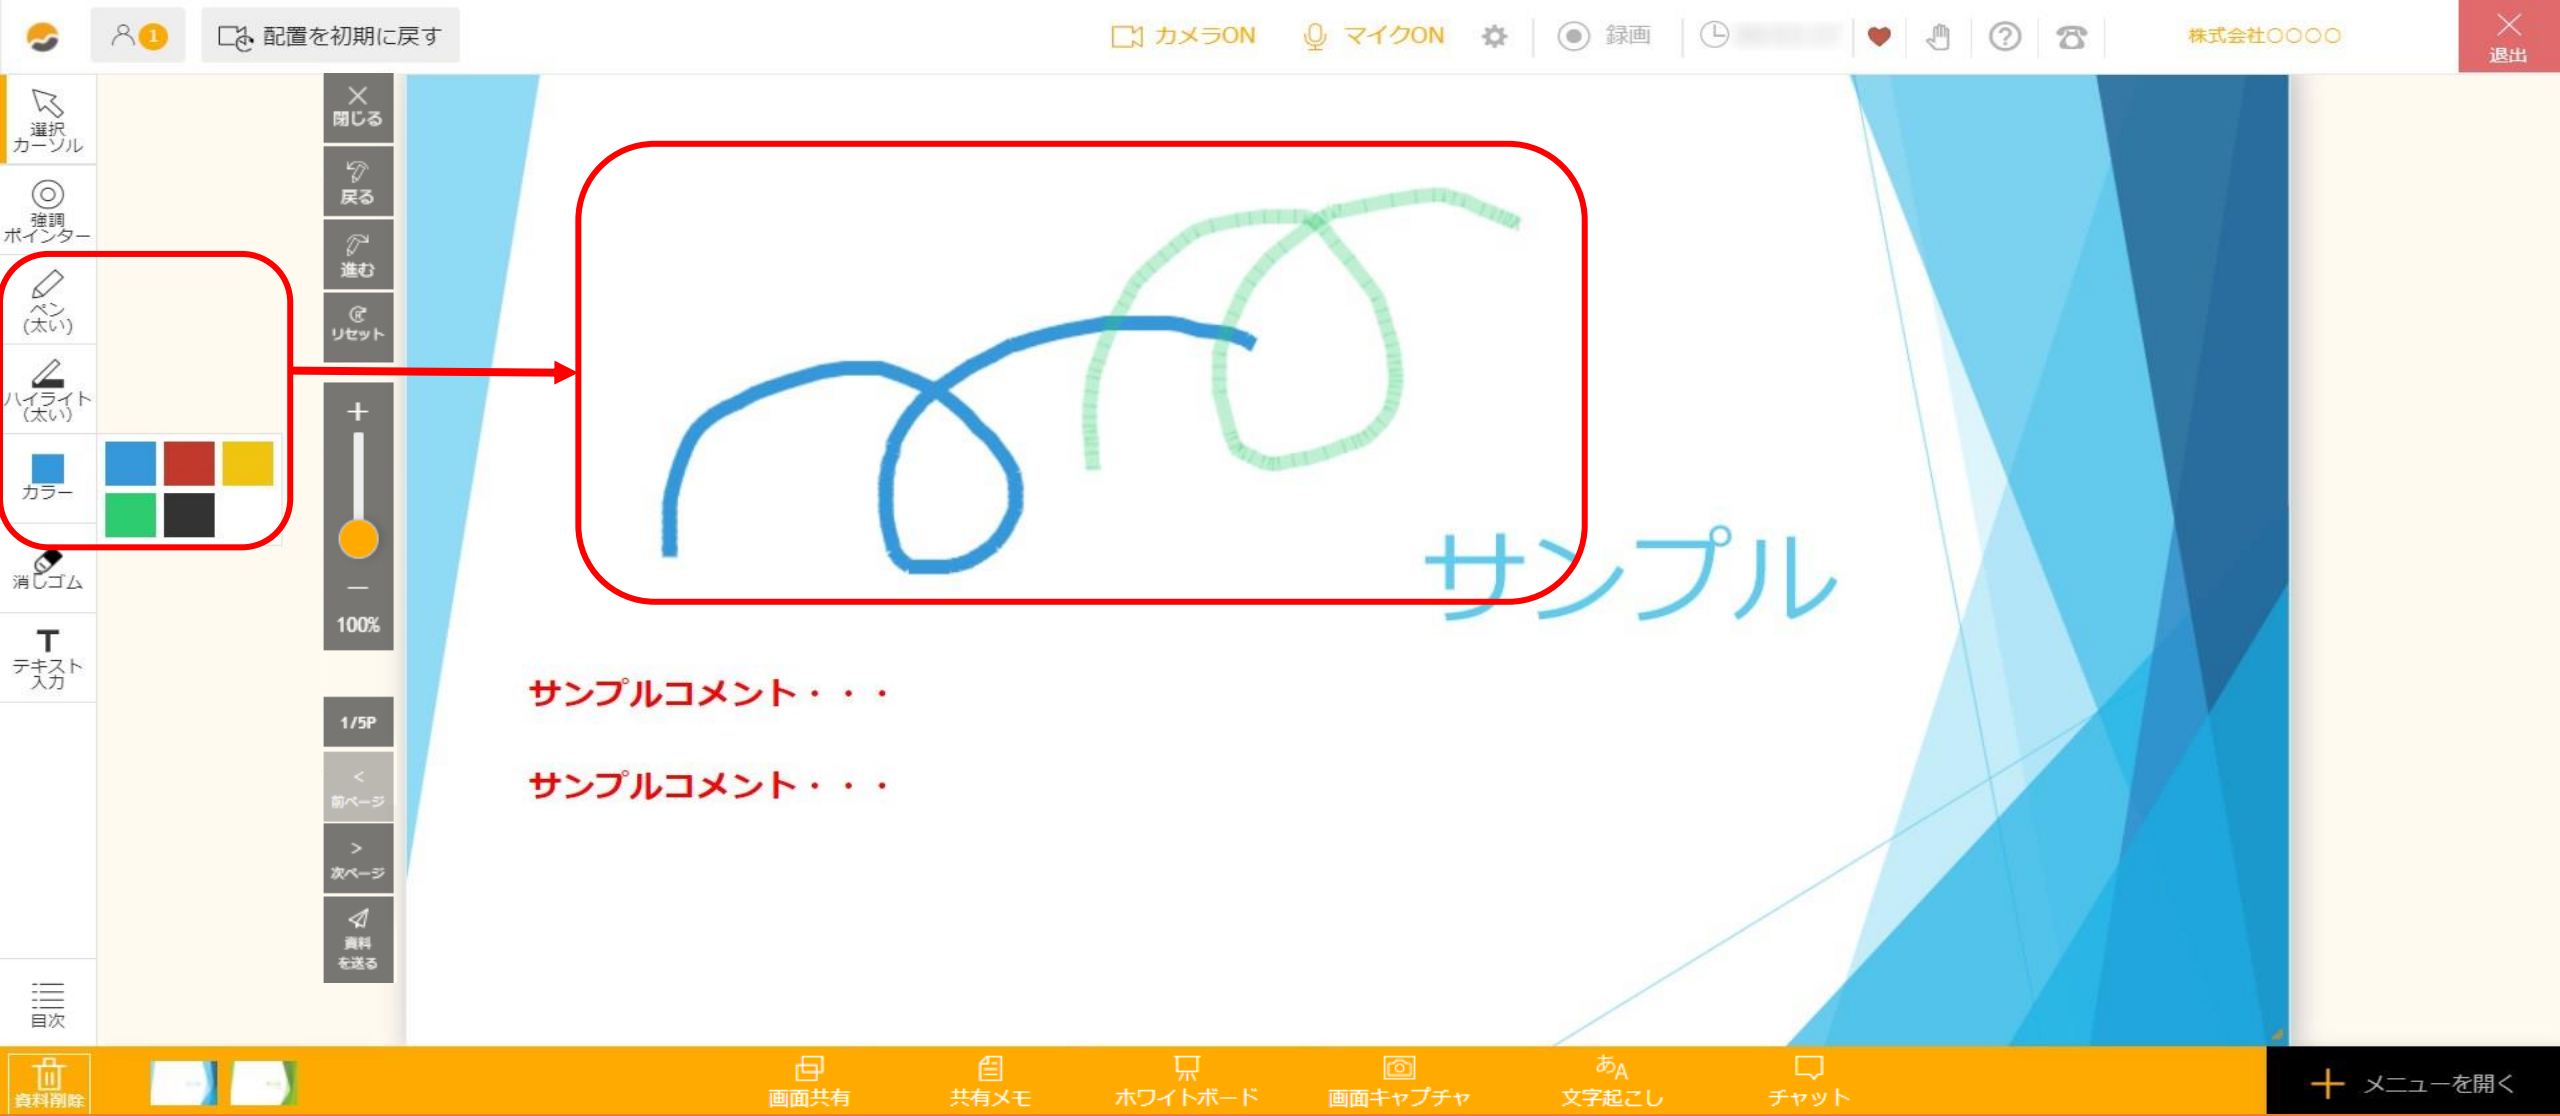 1
配置を初期に戻す
カメラON
マイクON
録画
株式会社○○○○
退出
選択
カーソル
強調
ポインター
ペン
(太い)
ハイライト
(太い)
カラー
消しゴム
T
テキスト
入力
目次
閉じる
戻る
進む
リセット
+
−
100%
1/5P
<
前ページ
>
次ページ
資料
を送る
サンプル
サンプルコメント・・・
サンプルコメント・・・
資料削除
画面共有
共有メモ
ホワイトボード
画面キャプチャ
あA
文字起こし
チャット
メニューを開く